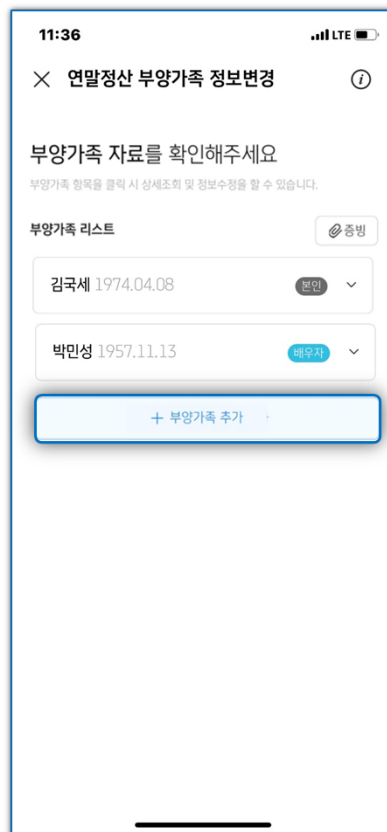 11:36 LTE
연말정산 부양가족 정보변경 i
부양가족 자료를 확인해주세요
부양가족 항목을 클릭 시 상세조회 및 정보수정을 할 수 있습니다.
부양가족 리스트 증빙
김국세 1974.04.08 본인
박민성 1957.11.13 배우자
+ 부양가족 추가